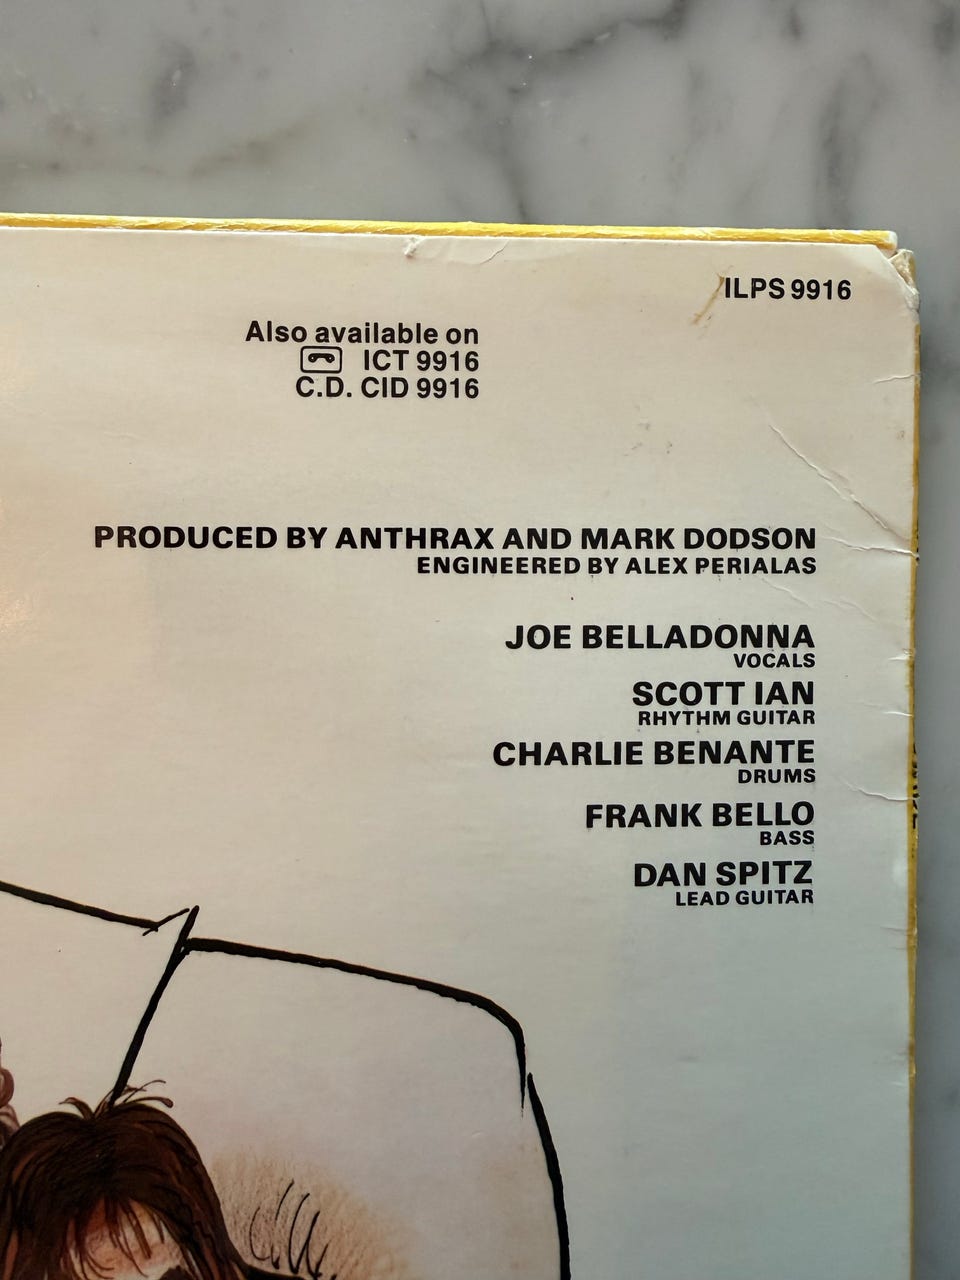 ILPS 9916
Also available on
ICT 9916
C.D. CID 9916
PRODUCED BY ANTHRAX AND MARK DODSON
ENGINEERED BY ALEX PERIALAS
JOE BELLADONNA
VOCALS
SCOTT IAN
RHYTHM GUITAR
CHARLIE BENANTE
DRUMS
FRANK BELLO
BASS
DAN SPITZ
LEAD GUITAR